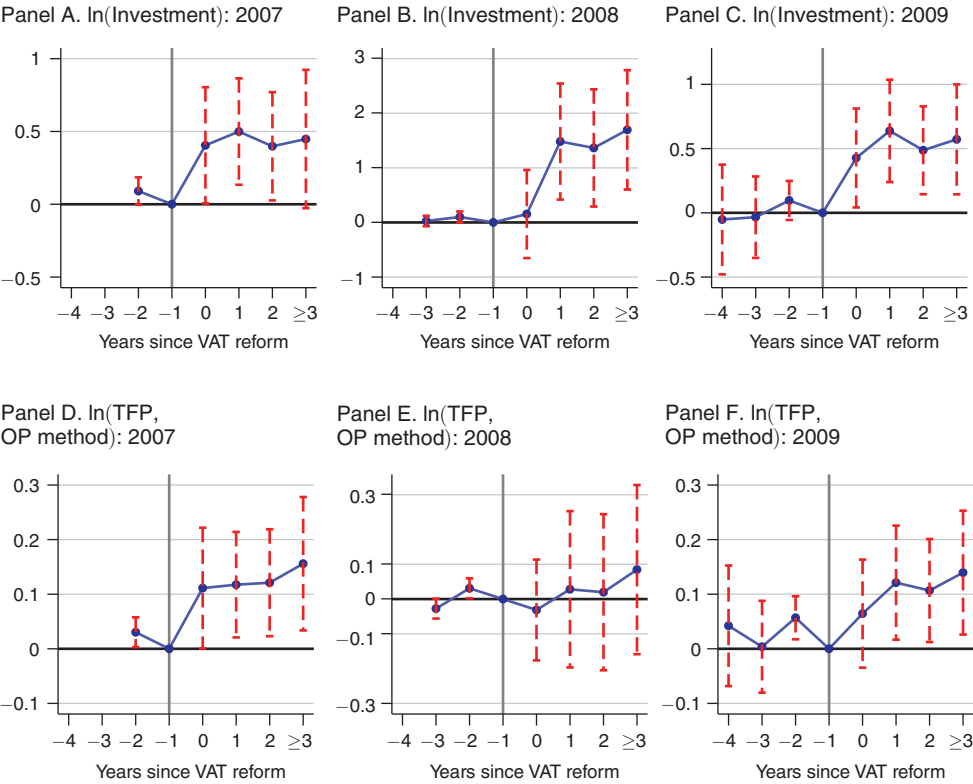 Panel A. ln(Investment): 2007
1
0.5
0
−0.5
−4 −3 −2 −1 0 1 2 ≥3
Years since VAT reform
Panel B. ln(Investment): 2008
3
2
1
0
−1
−4 −3 −2 −1 0 1 2 ≥3
Years since VAT reform
Panel C. ln(Investment): 2009
1
0.5
0
−0.5
−4 −3 −2 −1 0 1 2 ≥3
Years since VAT reform
Panel D. ln(TFP,
OP method): 2007
0.3
0.2
0.1
0
−0.1
−4 −3 −2 −1 0 1 2 ≥3
Years since VAT reform
Panel E. ln(TFP,
OP method): 2008
0.3
0.1
0
−0.1
−0.3
−4 −3 −2 −1 0 1 2 ≥3
Years since VAT reform
Panel F. ln(TFP,
OP method): 2009
0.3
0.2
0.1
0
−0.1
−4 −3 −2 −1 0 1 2 ≥3
Years since VAT reform